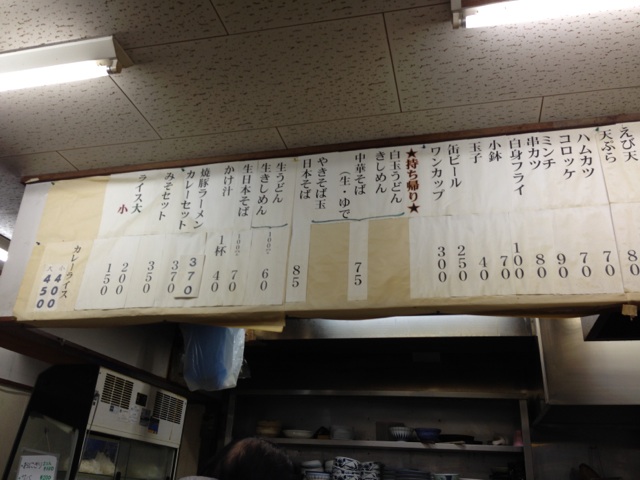 えび天 80
天ぷら 70
ハムカツ 70
コロッケ
ミンチ 90
串カツ 80
白身フライ 100
小鉢 70
玉子 40
缶ビール 250
ワンカップ 300
★持ち帰り★
白玉うどん
きしめん
中華そば(生・ゆで) 75
やきそば玉
日本そば 85
生うどん
生きしめん 60
生日本そば 70
かけ汁 1杯 40
焼豚ラーメン 370
カレーセット 370
みそセット 350
ライス大 200
小 150
カレーライス
小 400
大 450